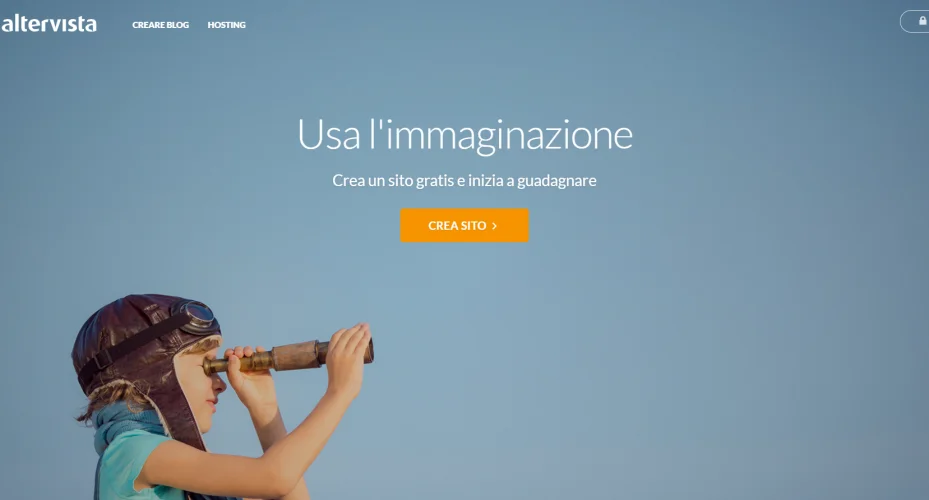 altervista
CREARE BLOG
HOSTING
Usa l'immaginazione
Crea un sito gratis e inizia a guadagnare
CREA SITO